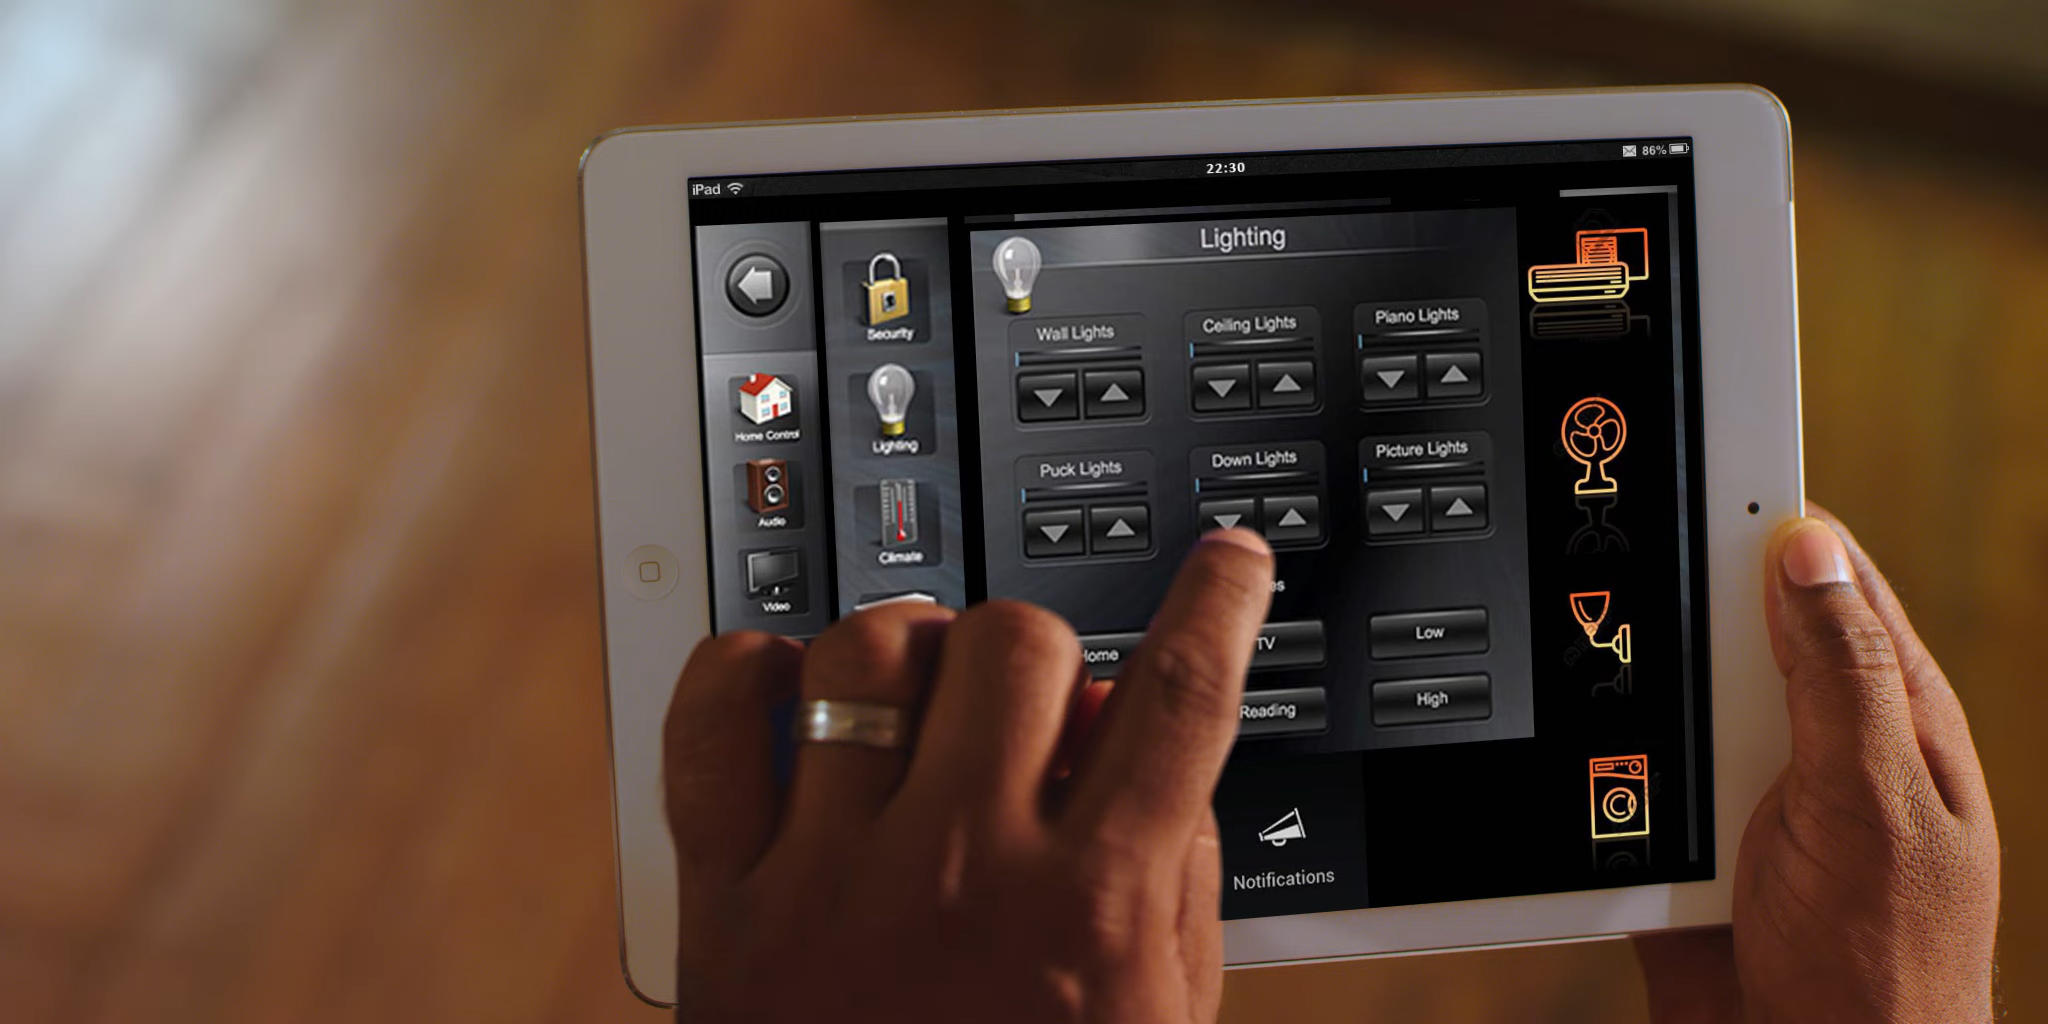 iPad
22:30
86%
Lighting
Security
Home Control
Lighting
Audio
Climate
Video
Wall Lights
Ceiling Lights
Piano Lights
Puck Lights
Down Lights
Picture Lights
TV
Low
Reading
High
Notifications